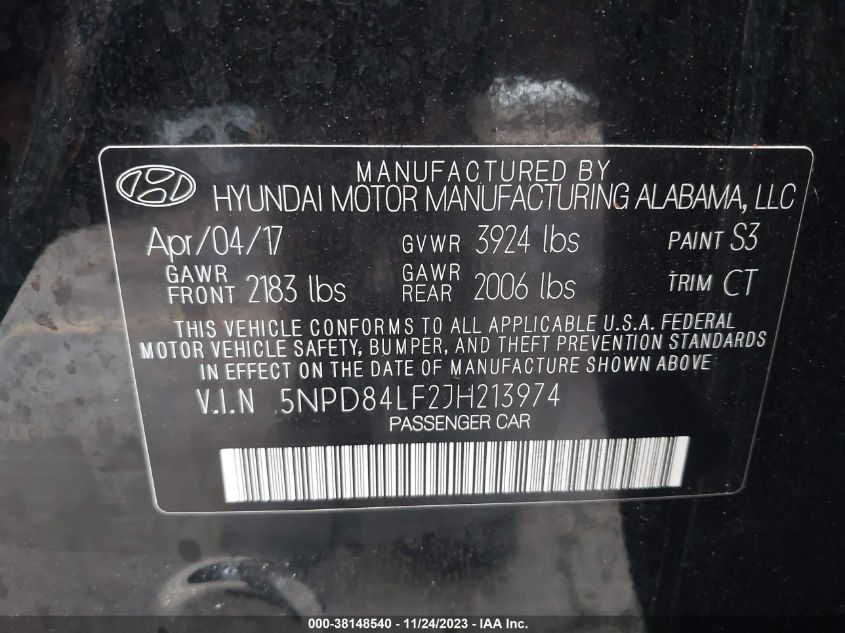 MANUFACTURED BY
HYUNDAI MOTOR MANUFACTURING ALABAMA, LLC
Apr/04/17 GVWR 3924 lbs PAINT S3
GAWR FRONT 2183 lbs GAWR REAR 2006 lbs TRIM CT
THIS VEHICLE CONFORMS TO ALL APPLICABLE U.S.A. FEDERAL
MOTOR VEHICLE SAFETY, BUMPER, AND THEFT PREVENTION STANDARDS
IN EFFECT ON THE DATE OF MANUFACTURE SHOWN ABOVE.
V.I.N 5NPD84LF2JH213974
PASSENGER CAR
000-38148540 - 11/24/2023 - IAA Inc.